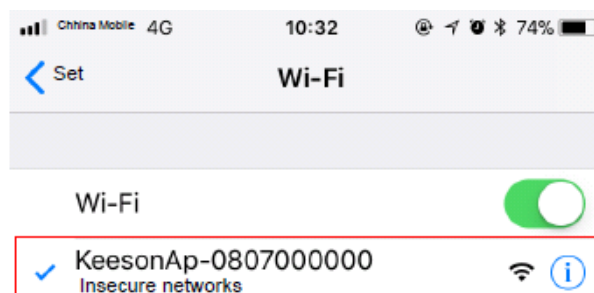 Chhina Mobile 4G 10:32 74%
Set Wi-Fi
Wi-Fi
KeesonAp-0807000000
Insecure networks